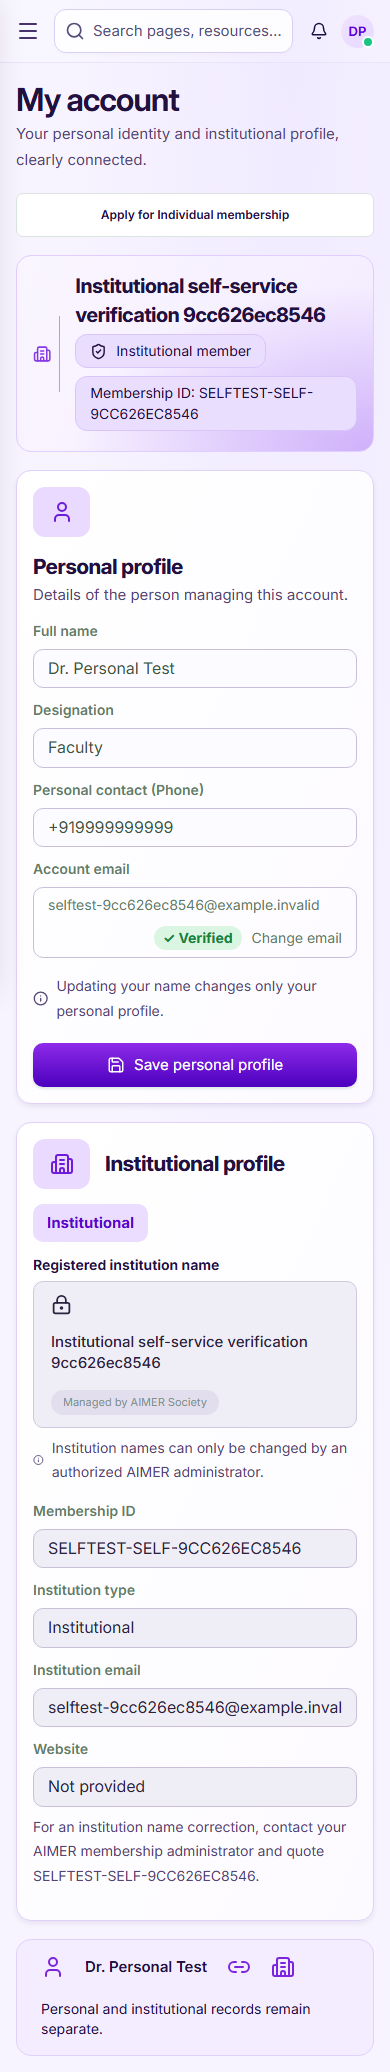 Search pages, resources...
DP
My account
Your personal identity and institutional profile,
clearly connected.
Apply for Individual membership
Institutional self-service
verification 9cc626ec8546
Institutional member
Membership ID: SELFTEST-SELF-
9CC626EC8546
Personal profile
Details of the person managing this account.
Full name
Dr. Personal Test
Designation
Faculty
Personal contact (Phone)
+919999999999
Account email
selftest-9cc626ec8546@example.invalid
Verified
Change email
Updating your name changes only your
personal profile.
Save personal profile
Institutional profile
Institutional
Registered institution name
Institutional self-service verification
9cc626ec8546
Managed by AIMER Society
Institution names can only be changed by an
authorized AIMER administrator.
Membership ID
SELFTEST-SELF-9CC626EC8546
Institution type
Institutional
Institution email
selftest-9cc626ec8546@example.inval
Website
Not provided
For an institution name correction, contact your
AIMER membership administrator and quote
SELFTEST-SELF-9CC626EC8546.
Dr. Personal Test
Personal and institutional records remain
separate.